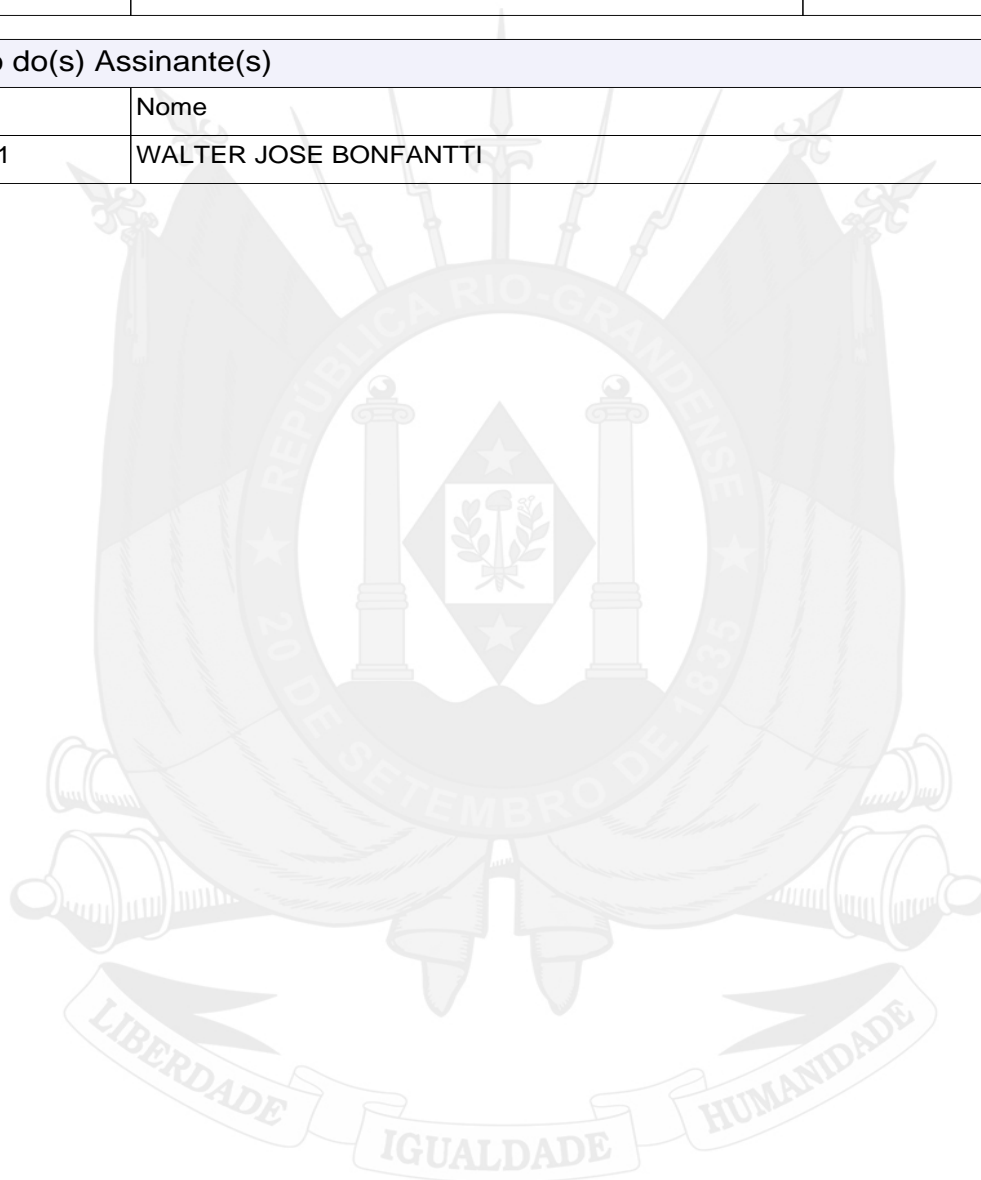 o do(s) Assinante(s)
Nome
1 WALTER JOSE BONFANTTI
REPÚBLICA RIO-GRANDENSE
★ 20 DE SETEMBRO DE 1835 ★
LIBERDADE IGUALDADE HUMANIDADE